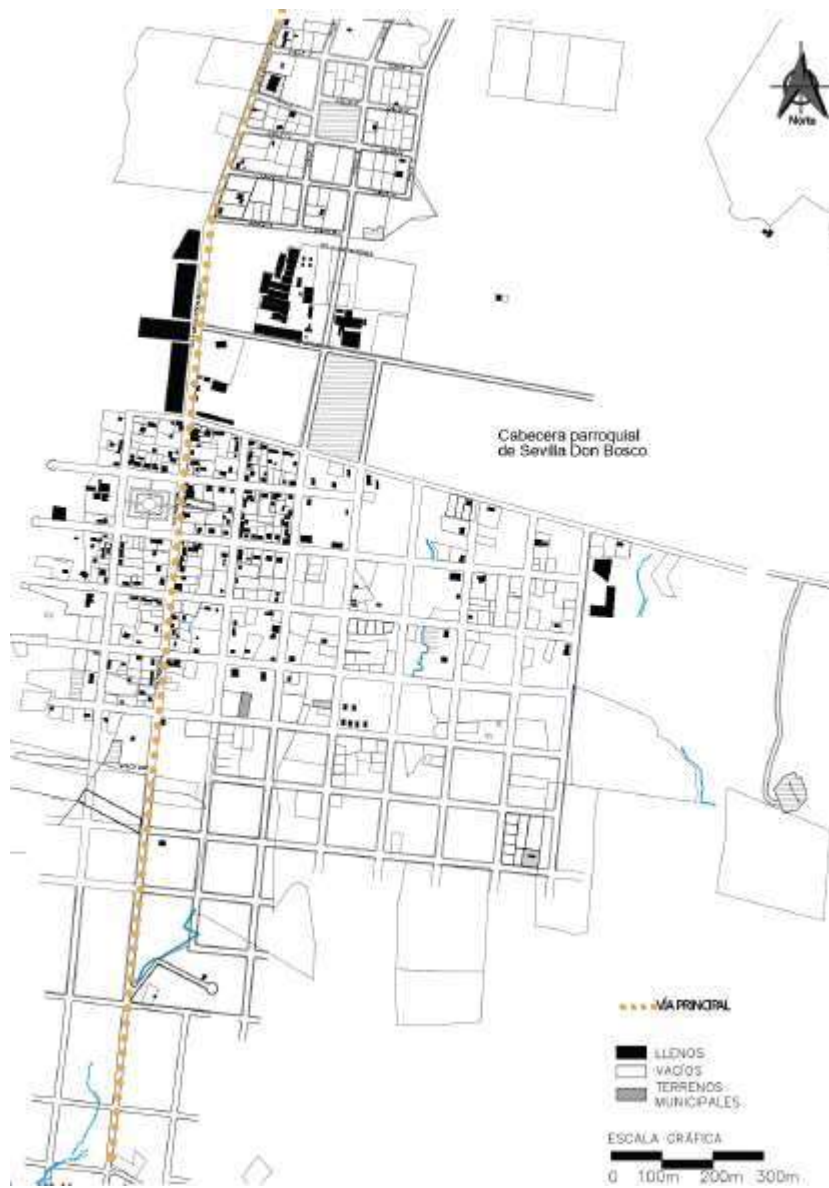 Norte
Cabecera parroquial
de Sevilla Don Bosco
VÍA PRINCIPAL
LLENOS
VACÍOS
TERRENOS
MUNICIPALES
ESCALA GRÁFICA
0 100m 200m 300m